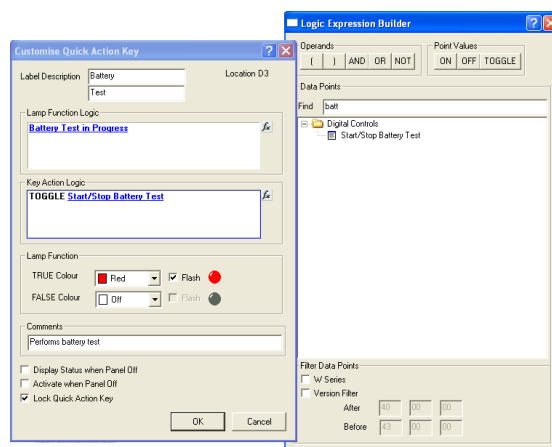 Customise Quick Action Key
Label Description
Battery
Location D3
Test
Lamp Function Logic
Battery Test in Progress
fx
Key Action Logic
TOGGLE Start/Stop Battery Test
fx
Lamp Function
TRUE Colour
Red
Flash
FALSE Colour
Off
Flash
Comments
Performs battery test
Display Status when Panel Off
Activate when Panel Off
Lock Quick Action Key
OK
Cancel
Logic Expression Builder
Operands
( ) AND OR NOT
Point Values
ON OFF TOGGLE
Data Points
Find
batt
Digital Controls
Start/Stop Battery Test
Filter Data Points
W Series
Version Filter
After 40 00 00
Before 43 00 00